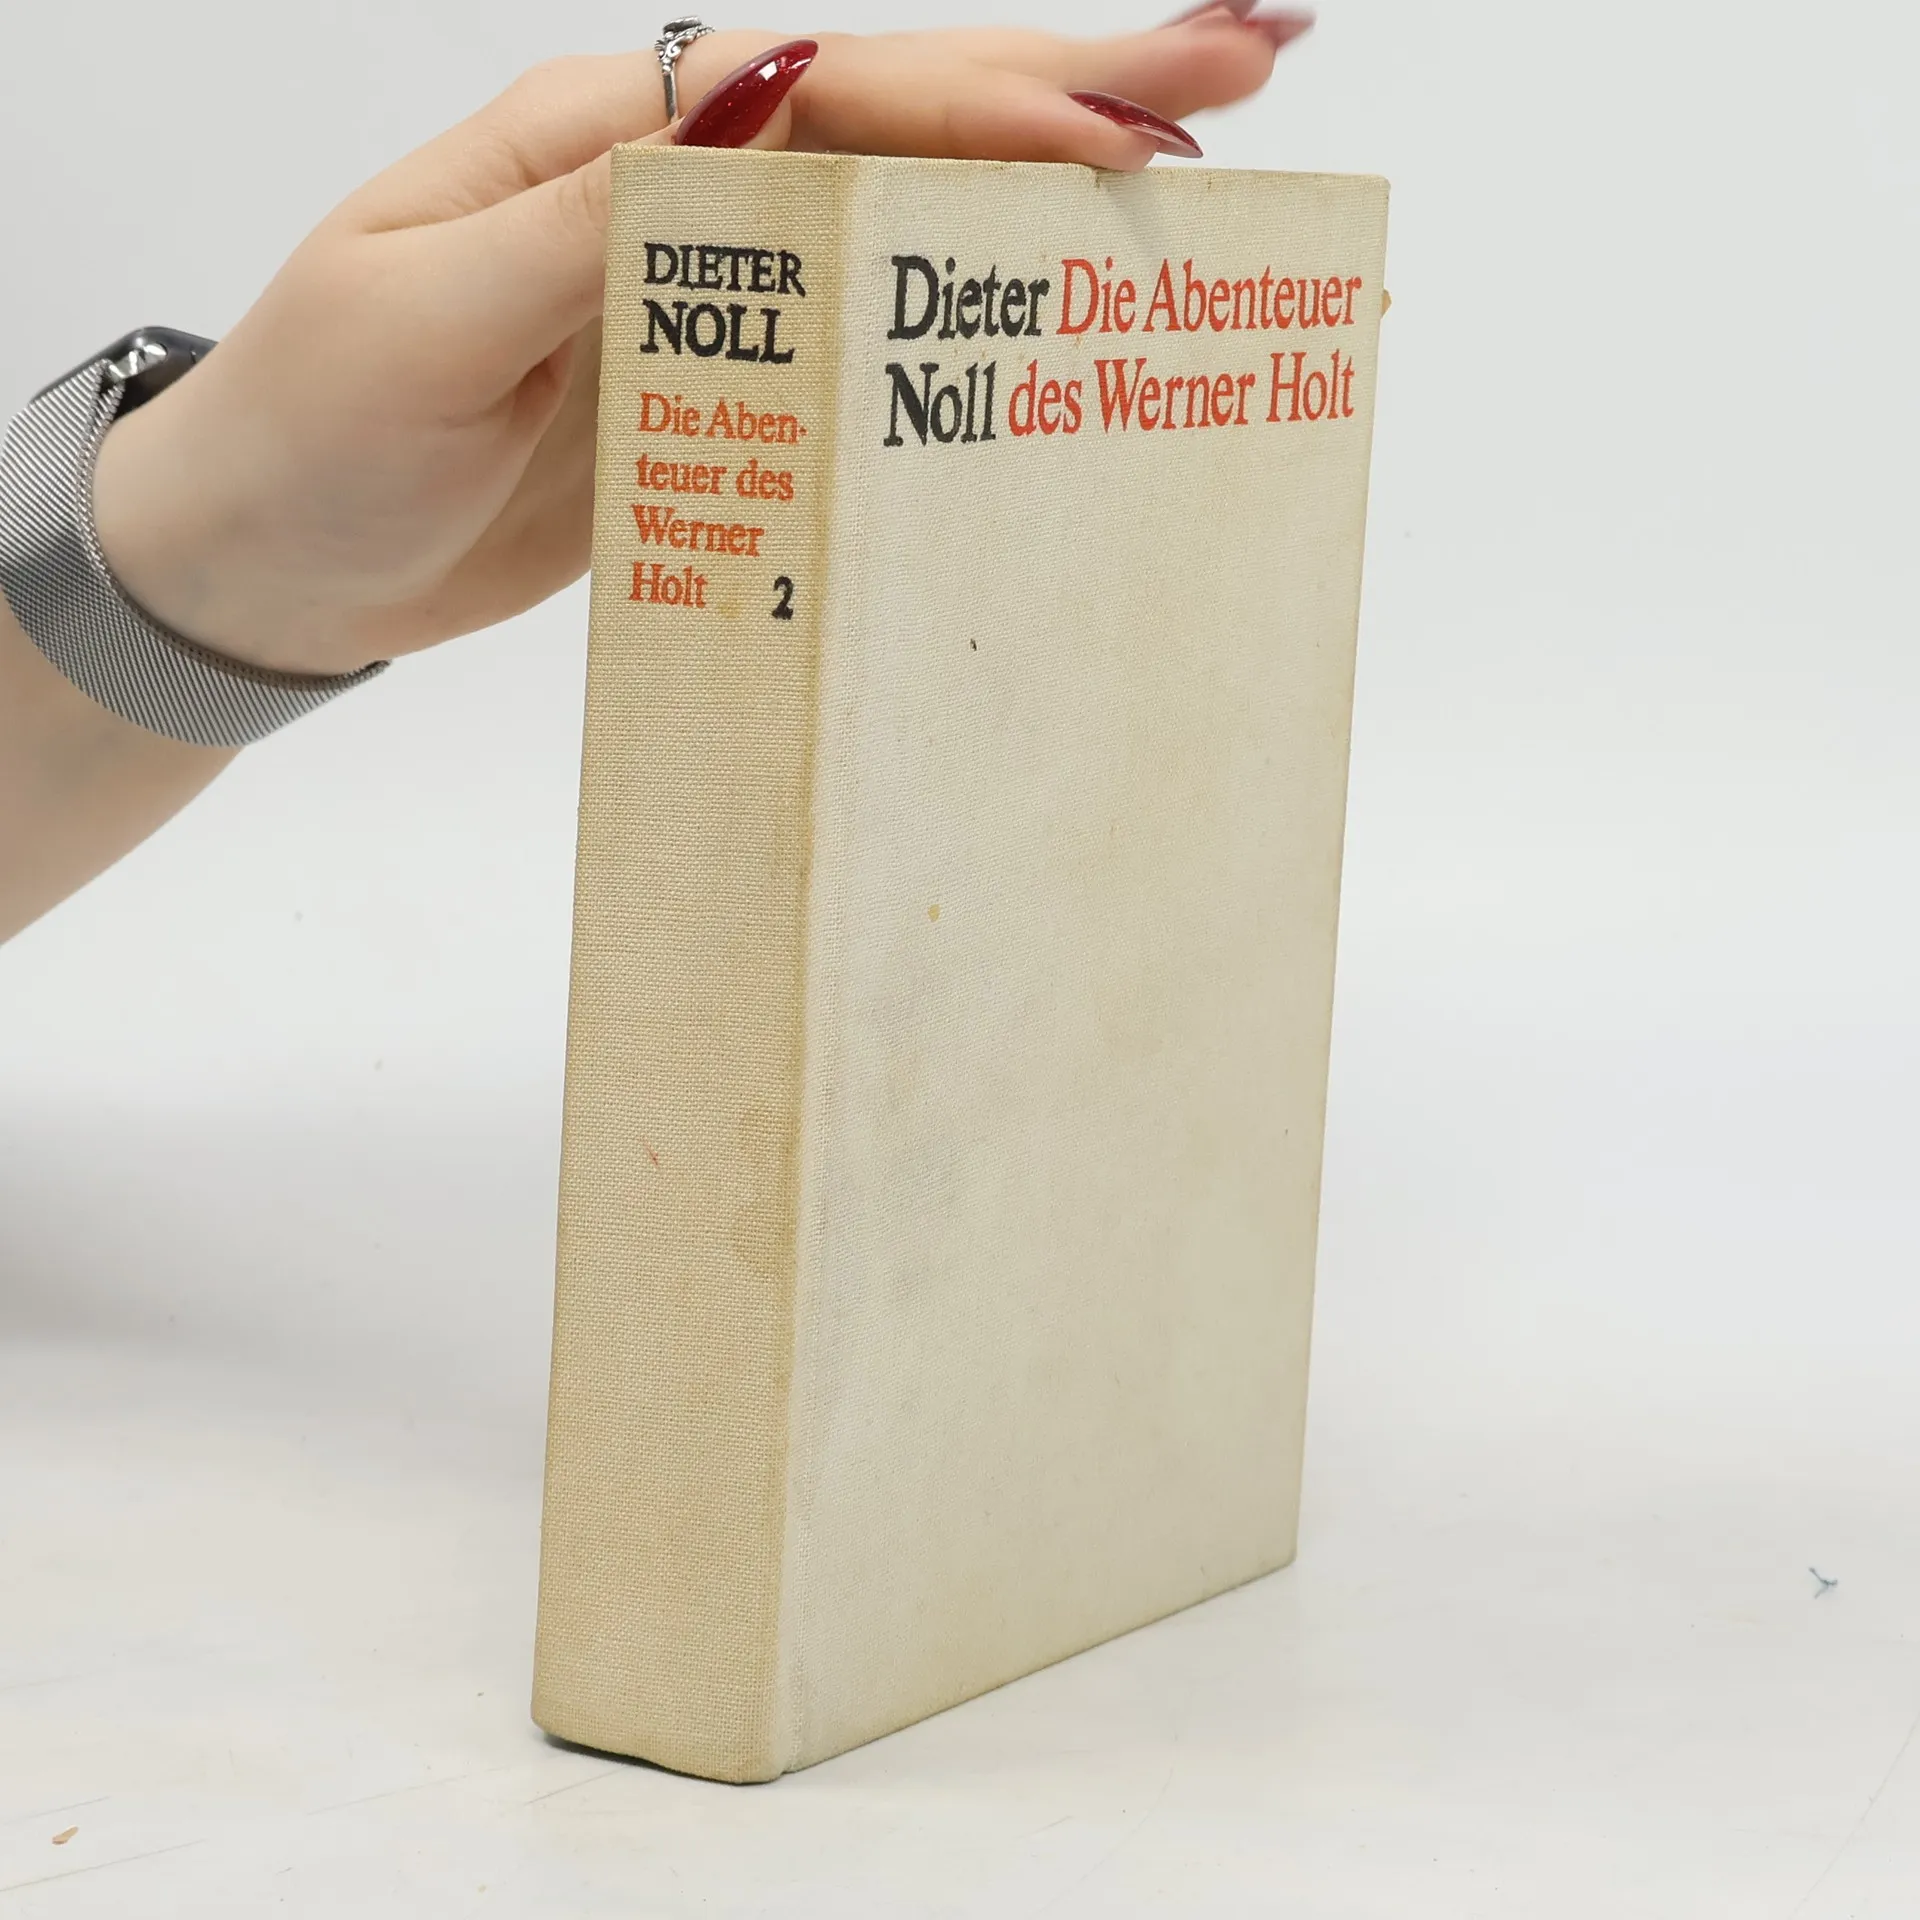 DIETER
NOLL
Die Aben-
teuer des
Werner
Holt 2
Dieter Die Abenteuer
Noll des Werner Holt